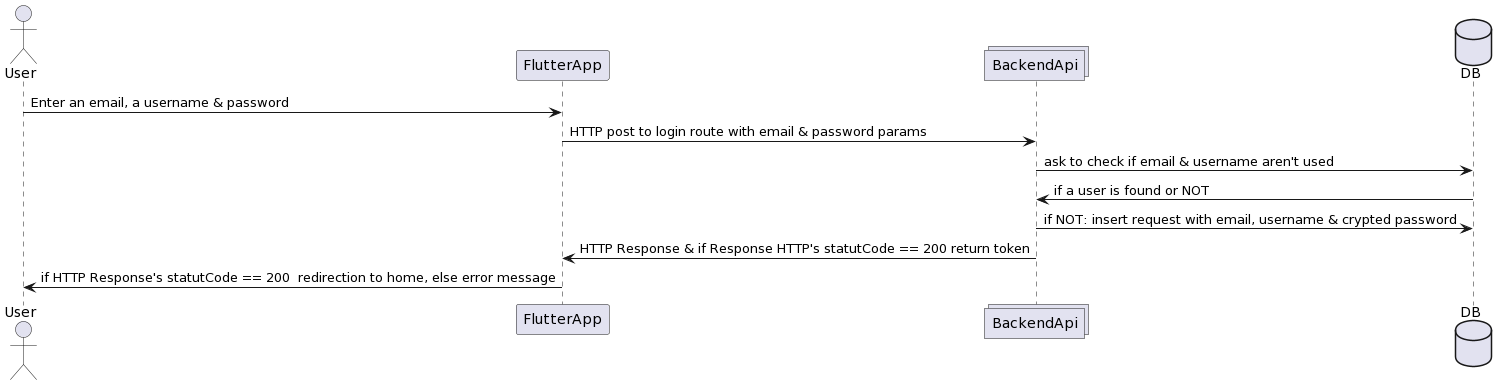 User
FlutterApp
BackendApi
DB
Enter an email, a username & password
HTTP post to login route with email & password params
ask to check if email & username aren't used
if a user is found or NOT
if NOT: insert request with email, username & crypted password
HTTP Response & if Response HTTP's statutCode == 200 return token
if HTTP Response's statutCode == 200  redirection to home, else error message
User
FlutterApp
BackendApi
DB